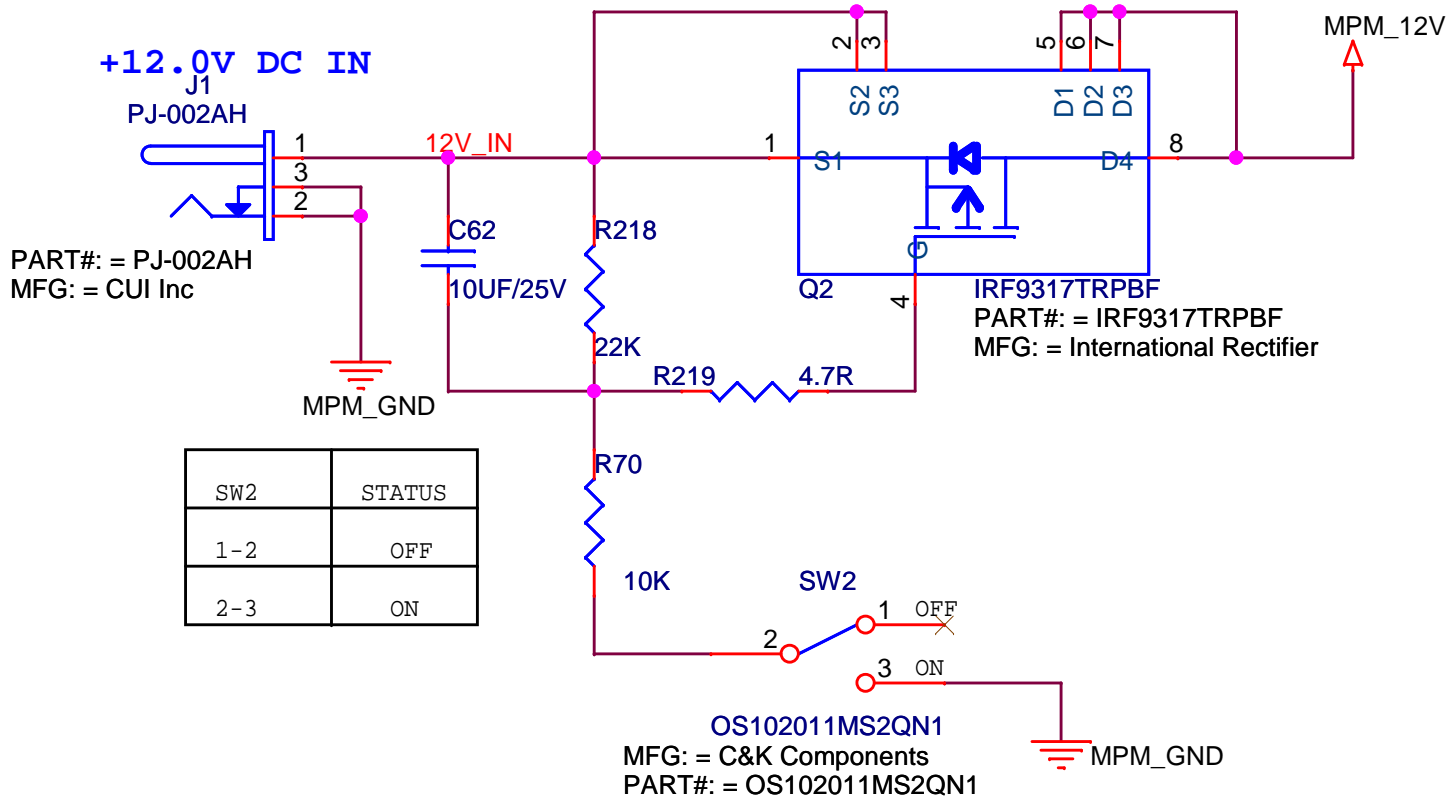 +12.0V DC IN
J1
PJ-002AH
1
3
2
PART#: = PJ-002AH
MFG: = CUI Inc
MPM_GND
12V_IN
C62
10UF/25V
R218
22K
R219
4.7R
2
3
S2
S3
5
6
7
D1
D2
D3
1
S1
D4
8
G
4
Q2
IRF9317TRPBF
PART#: = IRF9317TRPBF
MFG: = International Rectifier
MPM_12V
SW2 STATUS
1-2 OFF
2-3 ON
R70
10K
SW2
2
1 OFF
3 ON
OS102011MS2QN1
MFG: = C&K Components
PART#: = OS102011MS2QN1
MPM_GND